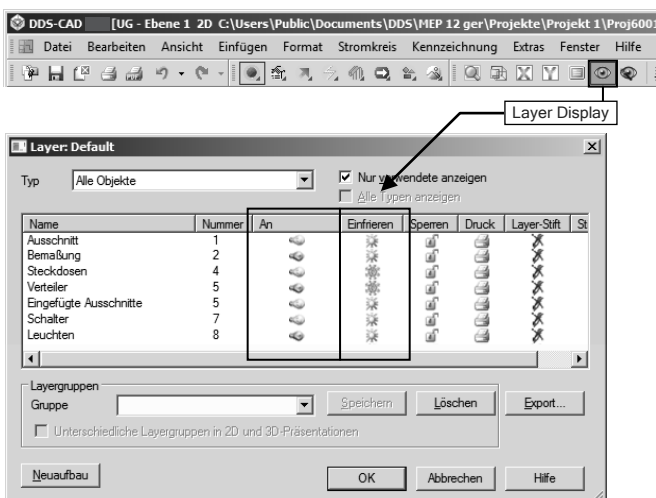 DDS-CAD [UG - Ebene 1 2D C:\Users\Public\Documents\DDS\MEP 12 ger\Projekte\Projekt 1\Proj6001
Datei Bearbeiten Ansicht Einfügen Format Stromkreis Kennzeichnung Extras Fenster Hilfe
X Y
Layer Display
Layer: Default
Typ Alle Objekte Nur verwendete anzeigen
Alle Typen anzeigen
Name Nummer An Einfrieren Sperren Druck Layer-Stift St
Ausschnitt 1
Bemaßung 2
Steckdosen 4
Verteiler 5
Eingefügte Ausschnitte 5
Schalter 7
Leuchten 8
Layergruppen
Gruppe Speichern Löschen Export...
Unterschiedliche Layergruppen in 2D und 3D-Präsentationen
Neuaufbau OK Abbrechen Hilfe